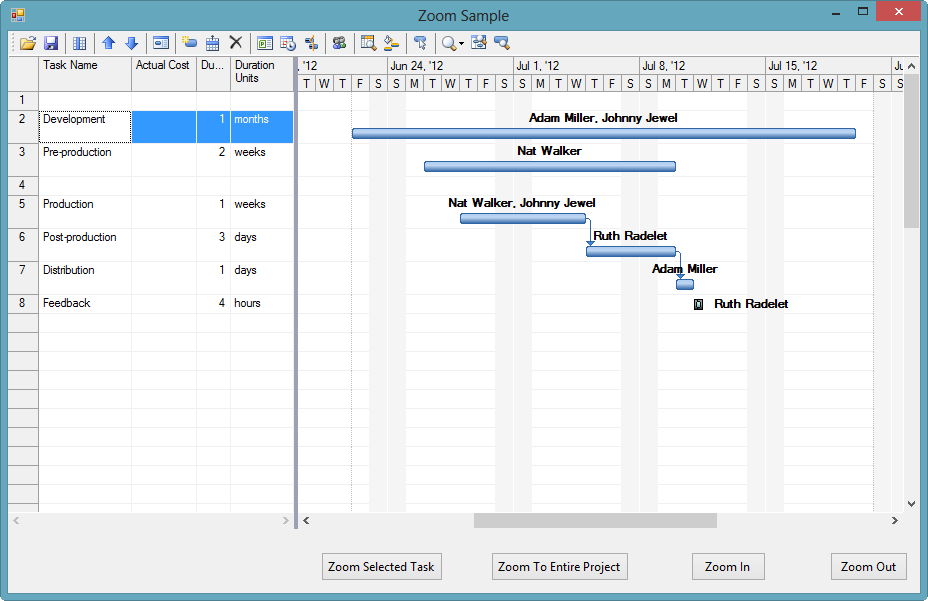 Zoom Sample
Task Name Actual Cost Du... Duration Units
, '12 Jun 24, '12 Jul 1, '12 Jul 8, '12 Jul 15, '12 Ju
T W T F S S M T W T F S S M T W T F S S M T W T F S S M T W T F S S
1
2 Development 1 months Adam Miller, Johnny Jewel
3 Pre-production 2 weeks Nat Walker
4
5 Production 1 weeks Nat Walker, Johnny Jewel
6 Post-production 3 days Ruth Radelet
7 Distribution 1 days Adam Miller
8 Feedback 4 hours Ruth Radelet
Zoom Selected Task Zoom To Entire Project Zoom In Zoom Out